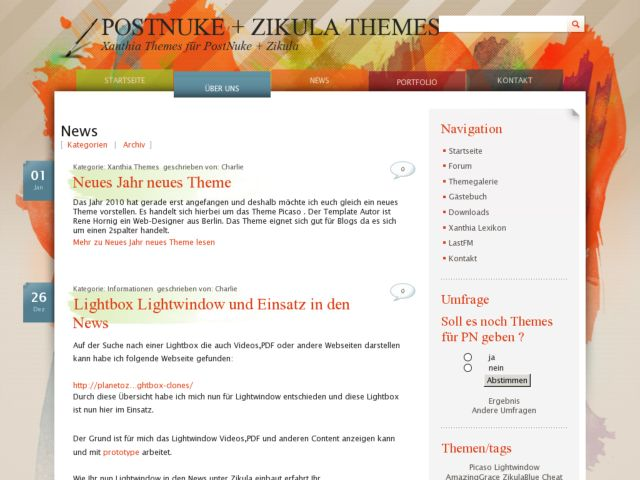 POSTNUKE + ZIKULA THEMES
Xanthia Themes für PostNuke + Zikula
STARTSEITE
ÜBER UNS
NEWS
PORTFOLIO
KONTAKT
News
| Kategorien | Archiv |
01
Jan
Kategorie: Xanthia Themes geschrieben von: Charlie
0
Neues Jahr neues Theme
Das Jahr 2010 hat gerade erst angefangen und deshalb möchte ich euch gleich ein neues
Theme vorstellen. Es handelt sich hierbei um das Theme Picaso . Der Template Autor ist
Rene Hornig ein Web-Designer aus Berlin. Das Theme eignet sich gut für Blogs da es sich
um einen 2spalter handelt.
Mehr zu Neues Jahr neues Theme lesen
26
Dez
Kategorie: Informationen geschrieben von: Charlie
0
Lightbox Lightwindow und Einsatz in den
News
Auf der Suche nach einer Lightbox die auch Videos,PDF oder andere Webseiten darstellen
kann habe ich folgende Webseite gefunden:
http://planetoz...ghtbox-clones/
Durch diese Übersicht habe ich mich nun für Lightwindow entschieden und diese Lightbox
ist nun hier im Einsatz.
Der Grund ist für mich das Lightwindow Videos,PDF und anderen Content anzeigen kann
und mit prototype arbeitet.
Wie Ihr nun Lightwindow in den News unter Zikula einbaut erfahrt Ihr
Navigation
Startseite
Forum
Themegalerie
Gästebuch
Downloads
Xanthia Lexikon
LastFM
Kontakt
Umfrage
Soll es noch Themes
für PN geben ?
ja
nein
Abstimmen
Ergebnis
Andere Umfragen
Themen/tags
Picaso Lightwindow
AmazingGrace ZikulaBlue Cheat